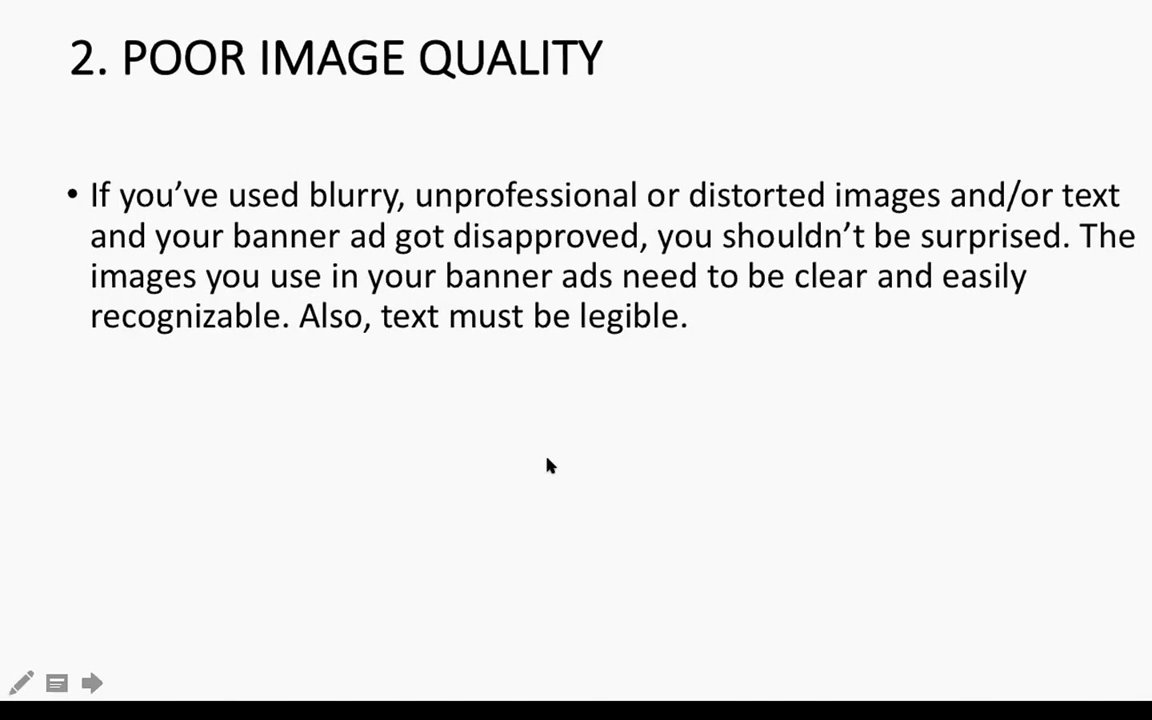 2. POOR IMAGE QUALITY
• If you’ve used blurry, unprofessional or distorted images and/or text
and your banner ad got disapproved, you shouldn’t be surprised. The
images you use in your banner ads need to be clear and easily
recognizable. Also, text must be legible.